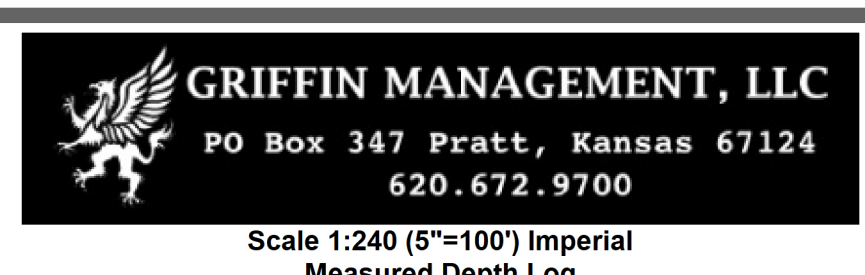 GRIFFIN MANAGEMENT, LLC
PO Box 347 Pratt, Kansas 67124
620.672.9700
Scale 1:240 (5"=100') Imperial
Measured Depth Log